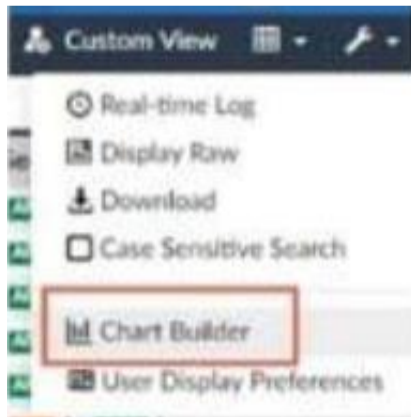 Custom View
Real-time Log
Display Raw
Download
Case Sensitive Search
Chart Builder
User Display Preferences